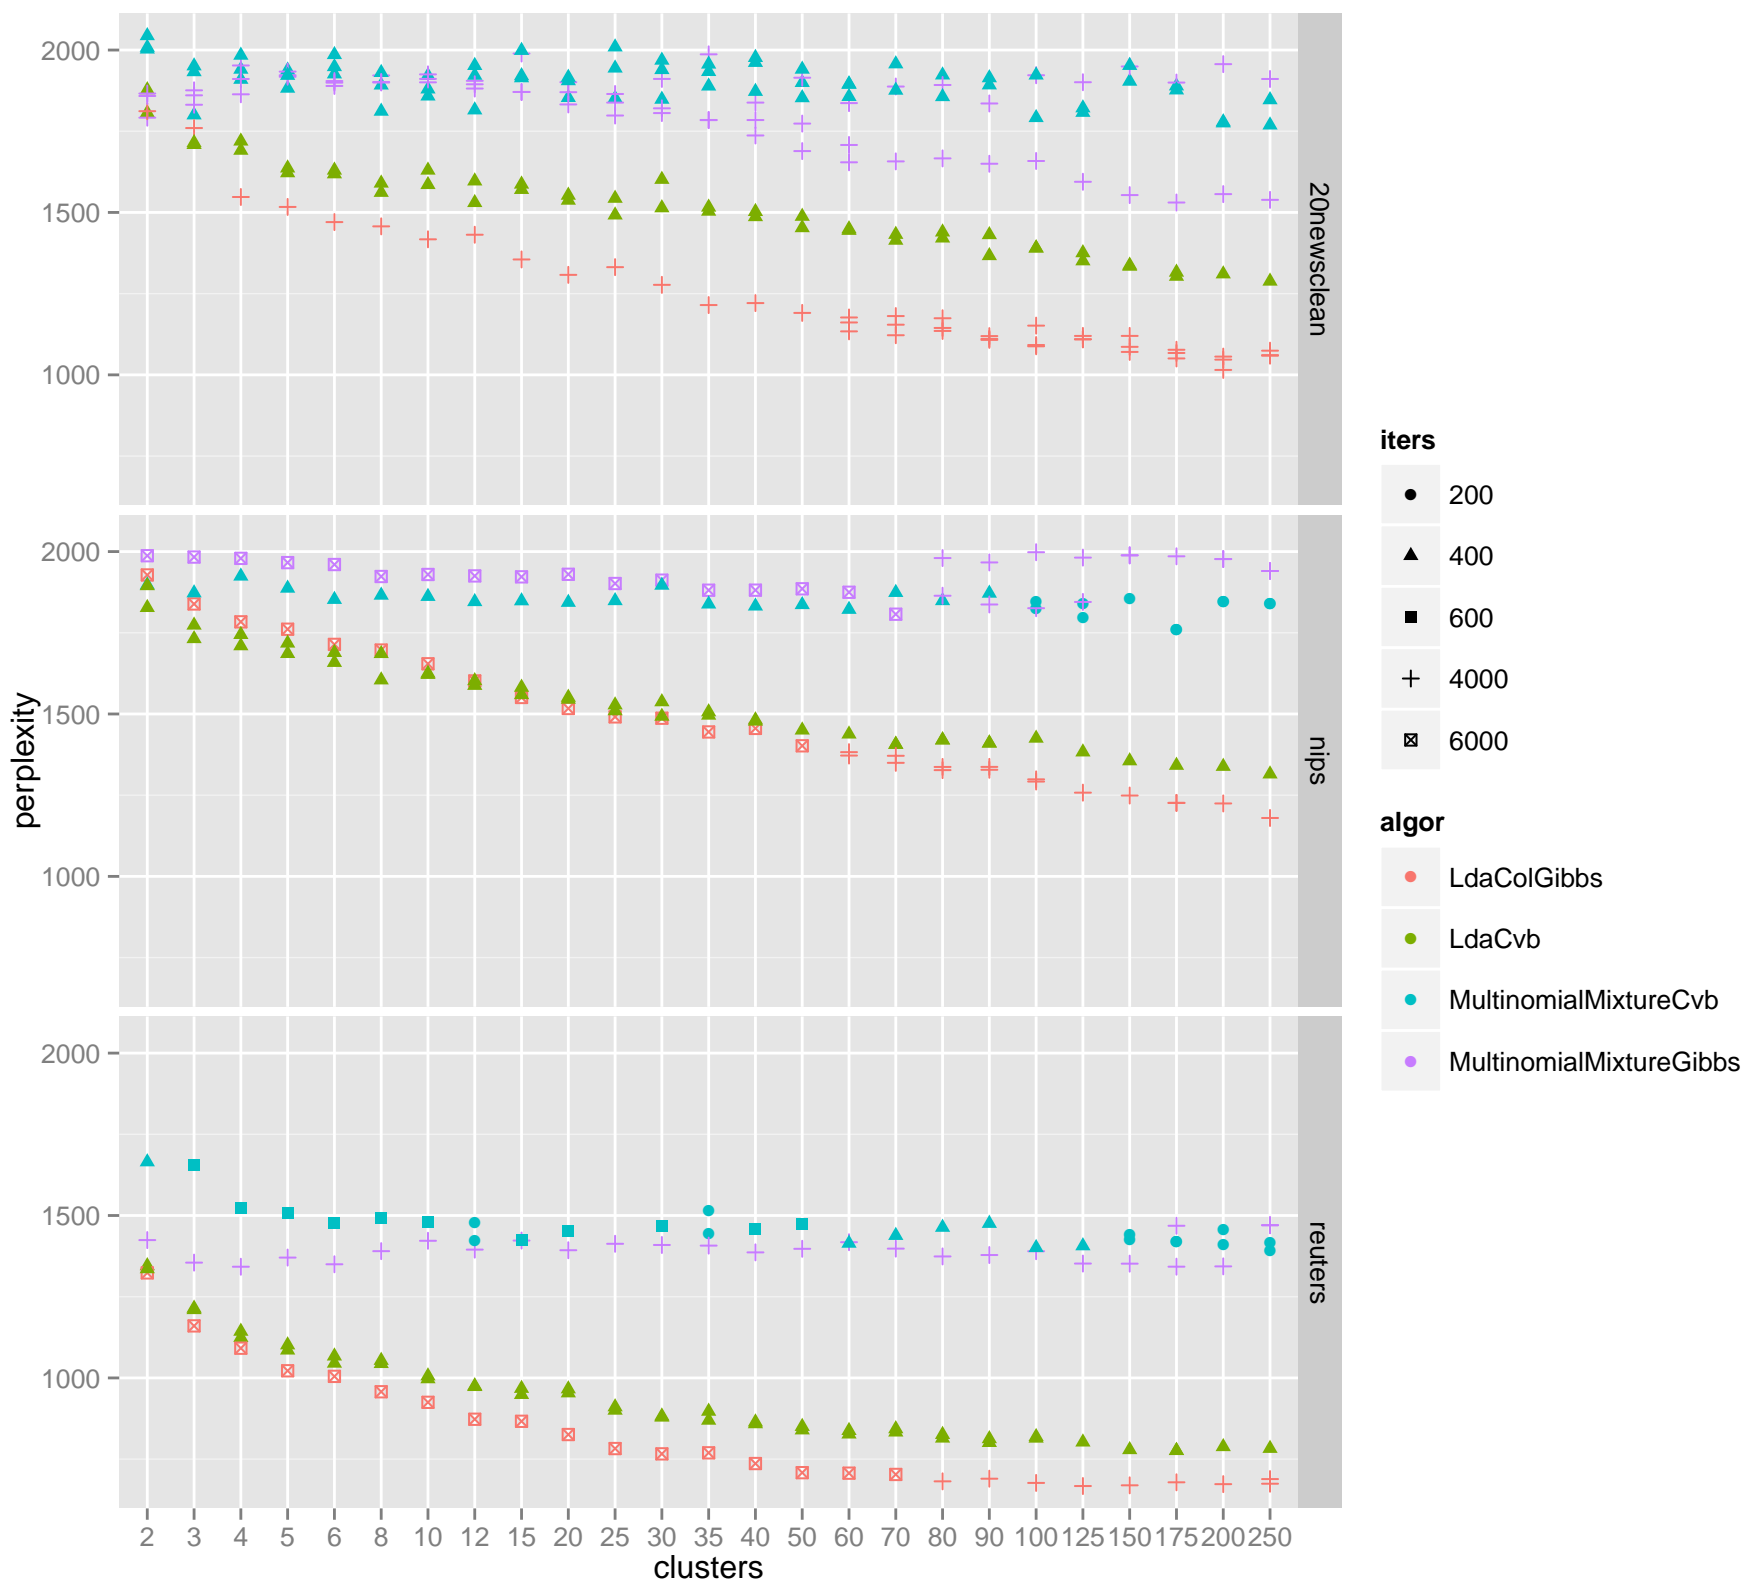 2000
1500
1000
20newsclean
2000
1500
1000
nips
2000
1500
1000
reuters
perplexity
2 3 4 5 6 8 10 12 15 20 25 30 35 40 50 60 70 80 90 100 125 150 175 200 250
clusters
iters
200
400
600
4000
6000
algor
LdaColGibbs
LdaCvb
MultinomialMixtureCvb
MultinomialMixtureGibbs